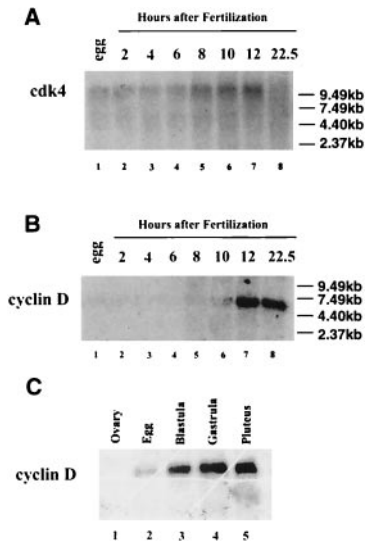 A
Hours after Fertilization
egg 2 4 6 8 10 12 22.5
cdk4
9.49kb
7.49kb
4.40kb
2.37kb
1 2 3 4 5 6 7 8
B
Hours after Fertilization
egg 2 4 6 8 10 12 22.5
cyclin D
9.49kb
7.49kb
4.40kb
2.37kb
1 2 3 4 5 6 7 8
C
Ovary Egg Blastula Gastrula Pluteus
cyclin D
1 2 3 4 5